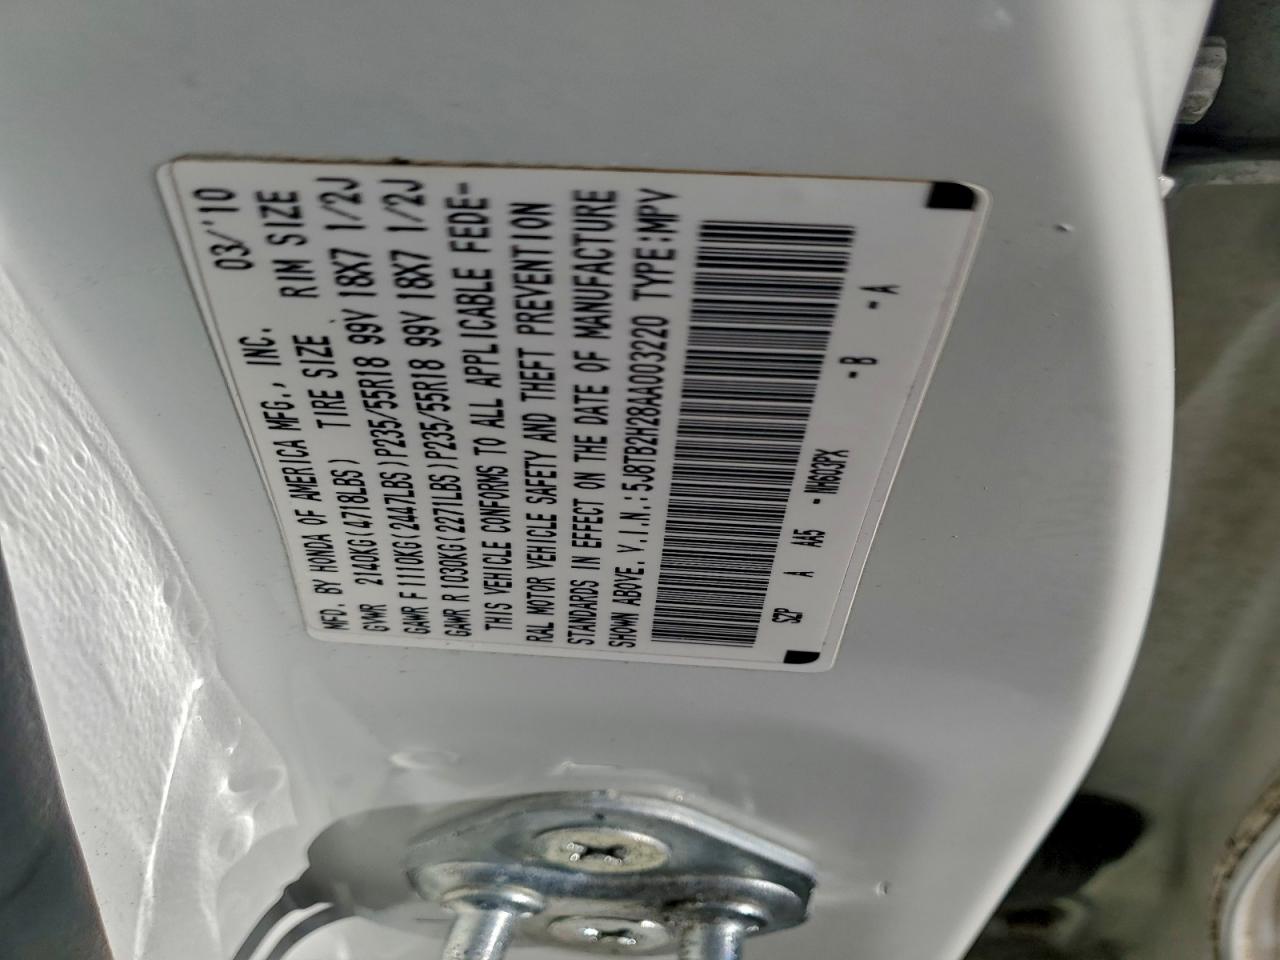 MFD. BY HONDA OF AMERICA MFG., INC. 03/'10
GVWR 2140KG(4718LBS) TIRE SIZE RIM SIZE
GAWR F 1110KG(2447LBS)P235/55R18 99V 18X7 1/2J
GAWR R 1030KG(2271LBS)P235/55R18 99V 18X7 1/2J
THIS VEHICLE CONFORMS TO ALL APPLICABLE FEDE-
RAL MOTOR VEHICLE SAFETY AND THEFT PREVENTION
STANDARDS IN EFFECT ON THE DATE OF MANUFACTURE
SHOWN ABOVE. V.I.N.:5J8TB2H28AA003220 TYPE:MPV
SZP A AA5 - NH603PX - B - A